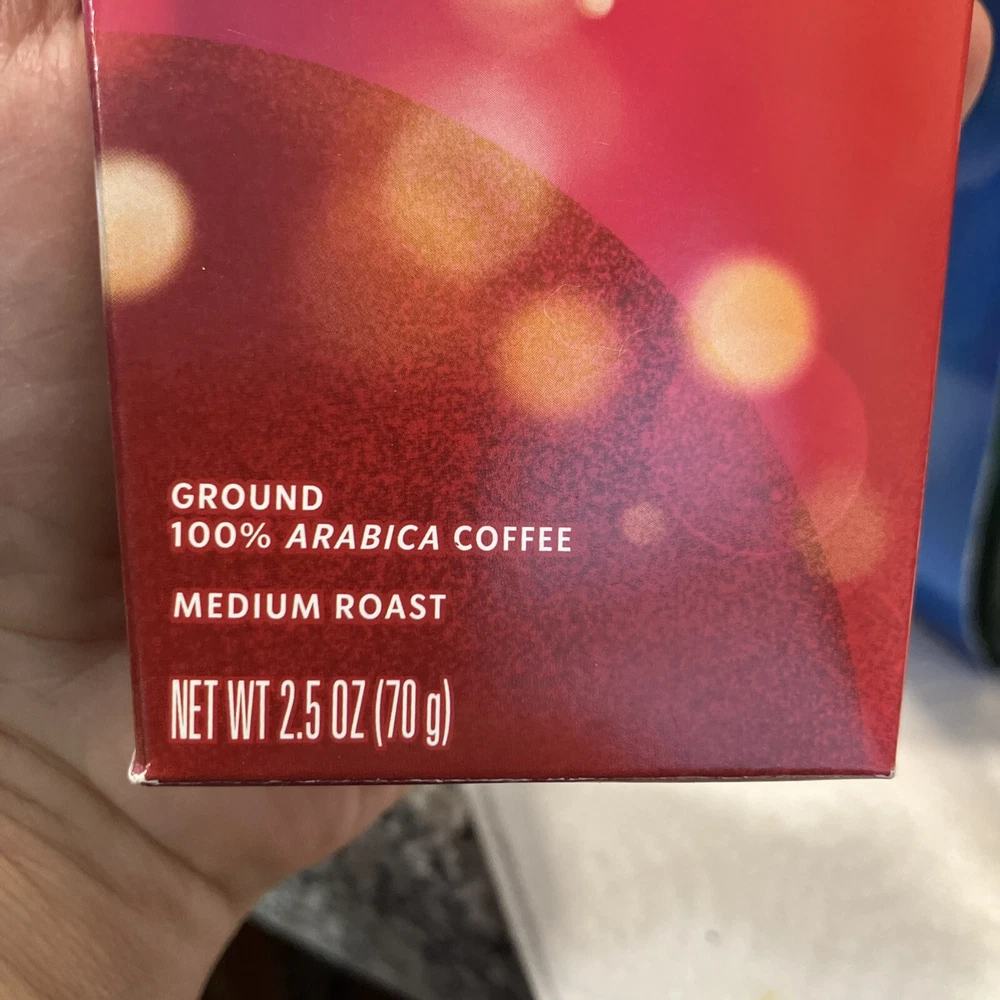 GROUND
100% ARABICA COFFEE
MEDIUM ROAST
NET WT 2.5 OZ (70 g)